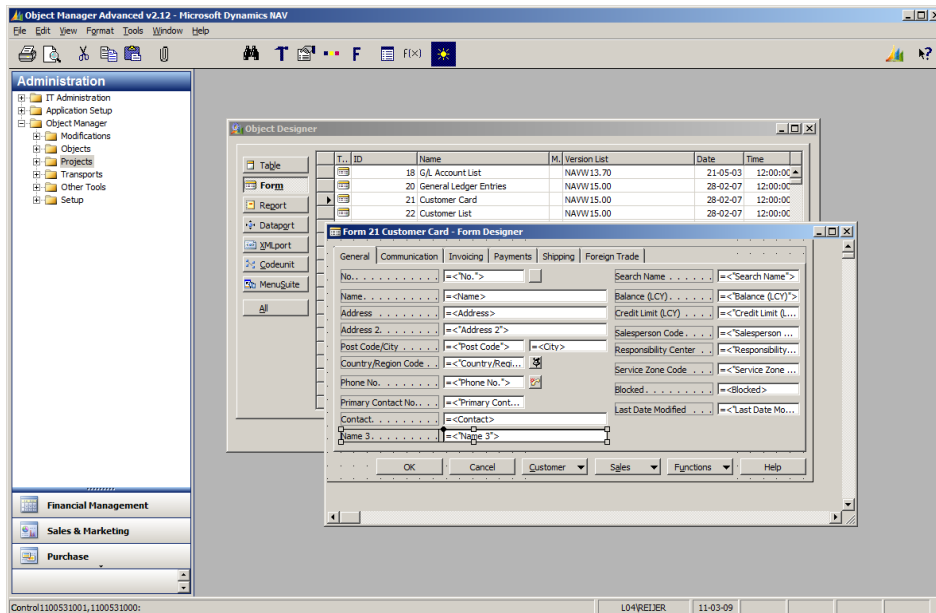 Object Manager Advanced v2.12 - Microsoft Dynamics NAV
File Edit View Format Tools Window Help
T F f(x)
Administration
IT Administration
Application Setup
Object Manager
Modifications
Objects
Projects
Transports
Other Tools
Setup
Financial Management
Sales & Marketing
Purchase
Object Designer
Table
Form
Report
Dataport
XMLport
Codeunit
MenuSuite
All
T.. ID Name M. Version List Date Time
18 G/L Account List NAVW13.70 21-05-03 12:00:00
20 General Ledger Entries NAVW15.00 28-02-07 12:00:00
21 Customer Card NAVW15.00 28-02-07 12:00:00
22 Customer List NAVW15.00 28-02-07 12:00:00
Form 21 Customer Card - Form Designer
General Communication Invoicing Payments Shipping Foreign Trade
No. . . . . . . . . . . . =<"No."> Search Name . . . . . . =<"Search Name">
Name. . . . . . . . . . . =<Name> Balance (LCY) . . . . . . =<"Balance (LCY)">
Address . . . . . . . . . =<Address> Credit Limit (LCY) . . . . =<"Credit Limit (L...
Address 2. . . . . . . . =<"Address 2"> Salesperson Code . . . . =<"Salesperson ...
Post Code/City . . . . . =<"Post Code"> =<City> Responsibility Center . . =<"Responsibility...
Country/Region Code . . =<"Country/Regi... Service Zone Code . . . =<"Service Zone ...
Phone No. . . . . . . . . =<"Phone No."> Blocked . . . . . . . . . =<Blocked>
Primary Contact No. . . . =<"Primary Cont... Last Date Modified . . . =<"Last Date Mo...
Contact. . . . . . . . . . =<Contact>
Name 3 . . . . . . . . . . =<"Name 3">
OK Cancel Customer Sales Functions Help
Control1100531001,1100531000: L04\REIJER 11-03-09